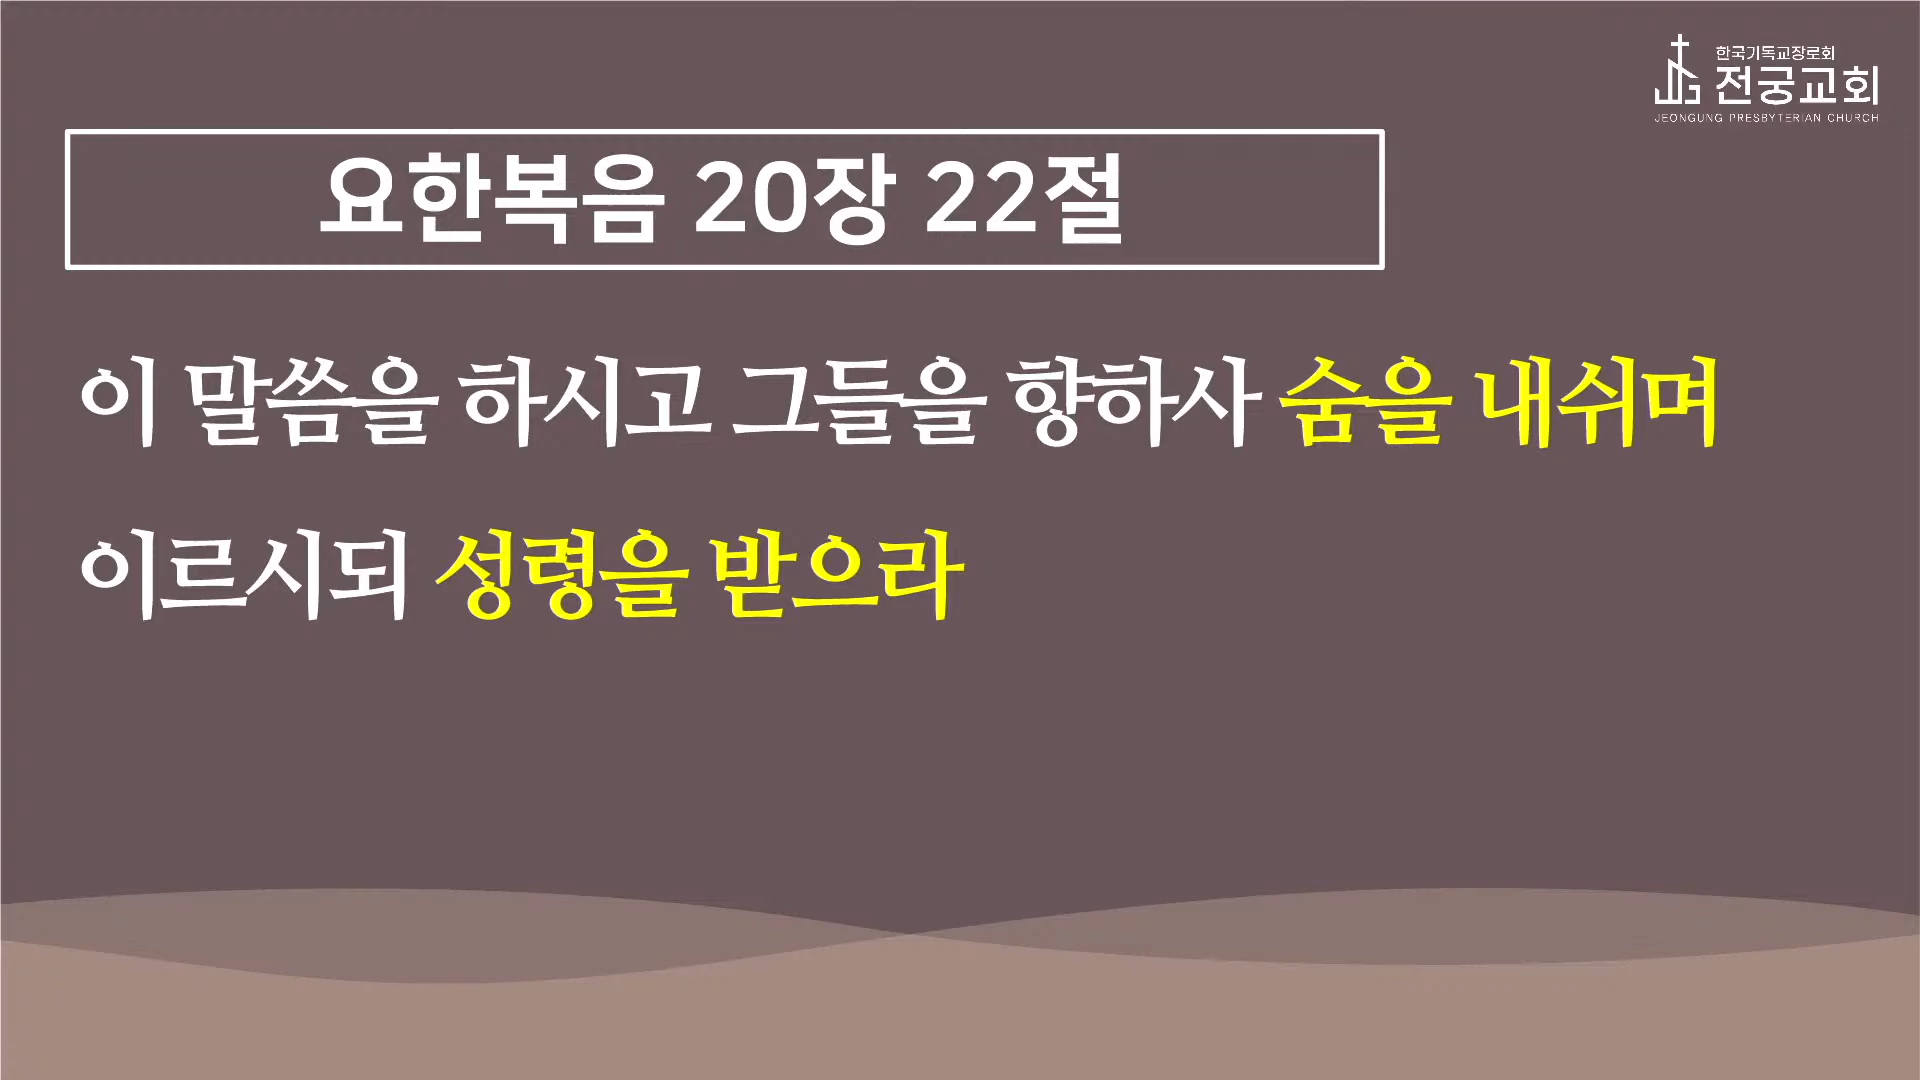 한국기독교장로회
전궁교회
JEONGUNG PRESBYTERIAN CHURCH
요한복음 20장 22절
이 말씀을 하시고 그들을 향하사 숨을 내쉬며
이르시되 성령을 받으라